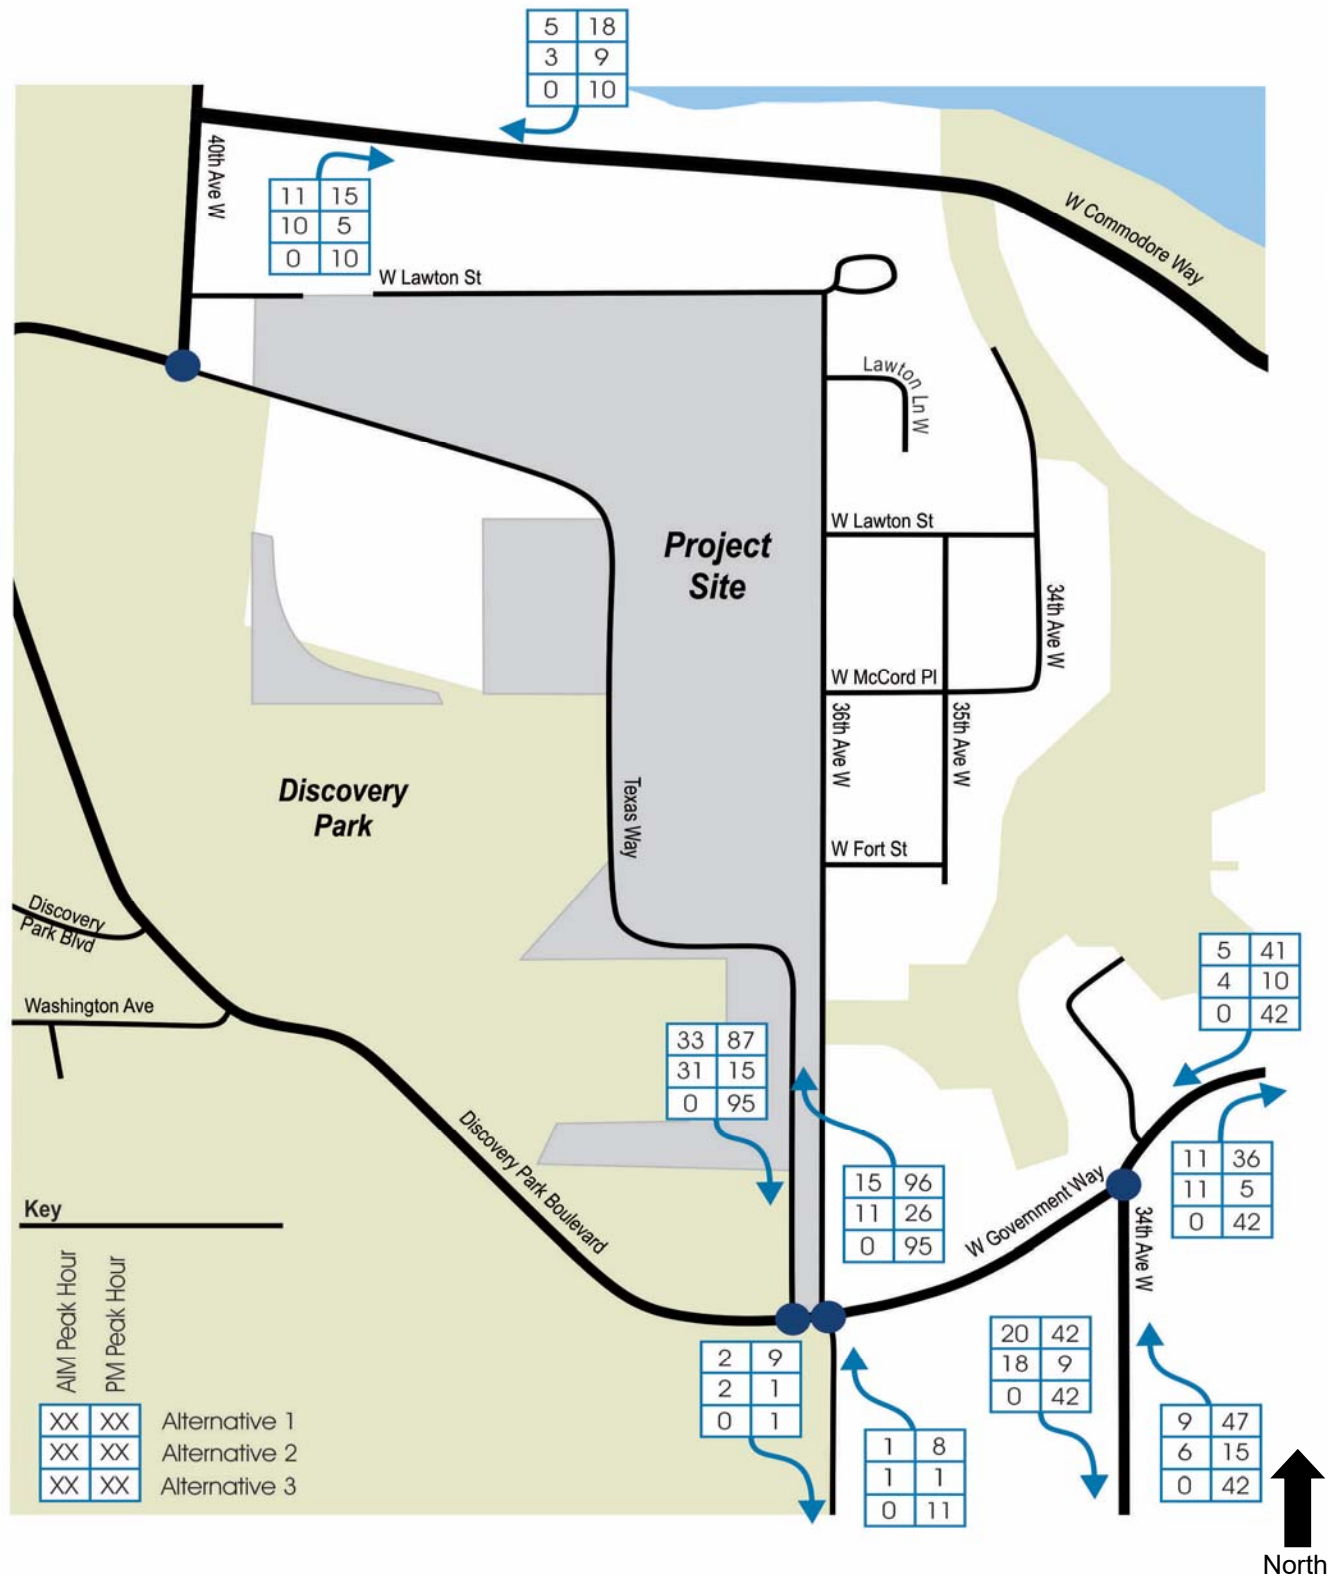 5 18
3 9
0 10
40th Ave W
11 15
10 5
0 10
W Commodore Way
W Lawton St
Lawton Ln W
W Lawton St
Project
Site
34th Ave W
W McCord Pl
36th Ave W
35th Ave W
Discovery
Park
Texas Way
W Fort St
Discovery
Park Blvd
5 41
4 10
0 42
Washington Ave
33 87
31 15
0 95
Discovery Park Boulevard
11 36
11 5
0 42
15 96
11 26
0 95
W Government Way
34th Ave W
Key
AIM Peak Hour
PM Peak Hour
20 42
18 9
0 42
2 9
2 1
0 1
9 47
6 15
0 42
1 8
1 1
0 11
XX XX Alternative 1
XX XX Alternative 2
XX XX Alternative 3
North